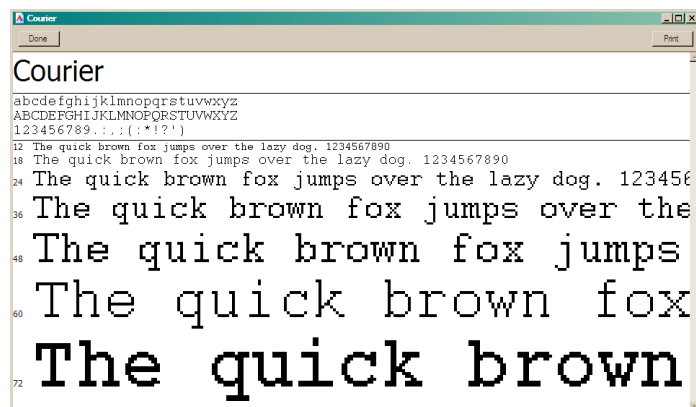 Courier
Done Print
Courier
abcdefghijklmnopqrstuvwxyz
ABCDEFGHIJKLMNOPQRSTUVWXYZ
123456789.:,;(:*!?')
12 The quick brown fox jumps over the lazy dog. 1234567890
18 The quick brown fox jumps over the lazy dog. 1234567890
24 The quick brown fox jumps over the lazy dog. 123456
36 The quick brown fox jumps over the
48 The quick brown fox jumps
60 The quick brown fox
72 The quick brown